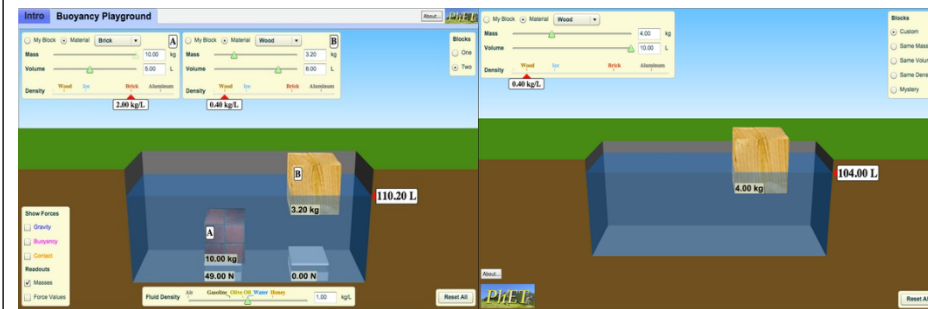 Intro Buoyancy Playground About... PhET
My Block Material Brick A
Mass 10.00 kg
Volume 5.00 L
Density Wood Ice Brick Aluminum
2.00 kg/L
My Block Material Wood B
Mass 3.20 kg
Volume 8.00 L
Density Wood Ice Brick Aluminum
0.40 kg/L
Blocks
One
Two
B
3.20 kg
110.20 L
A
10.00 kg
49.00 N
0.00 N
Show Forces
Gravity
Buoyancy
Contact
Readouts
Masses
Force Values
Fluid Density Air Gasoline Olive Oil Water Honey 1.00 kg/L
Reset All
My Block Material Wood
Mass 4.00 kg
Volume 10.00 L
Density Wood Ice Brick Aluminum
0.40 kg/L
Blocks
Custom
Same Mass
Same Volu
Same Dens
Mystery
4.00 kg
104.00 L
About...
PhET
Reset Al